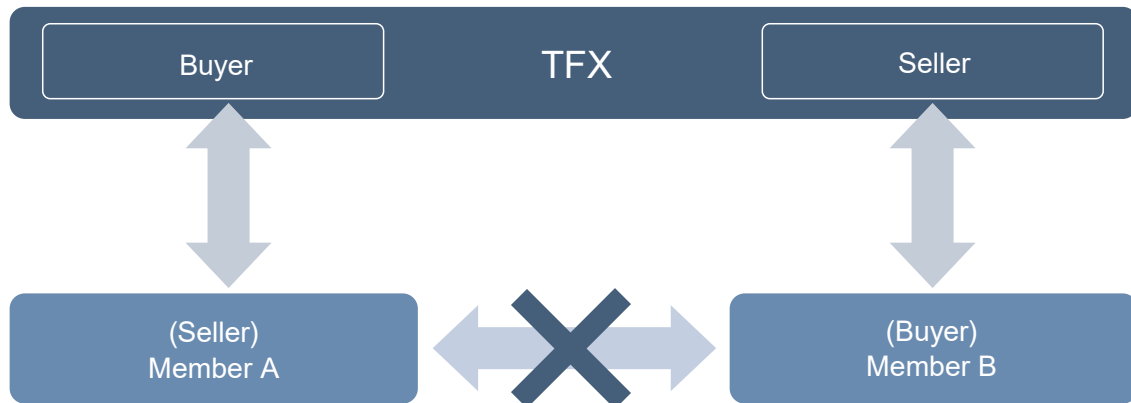 Buyer
TFX
Seller
(Seller)
Member A
(Buyer)
Member B